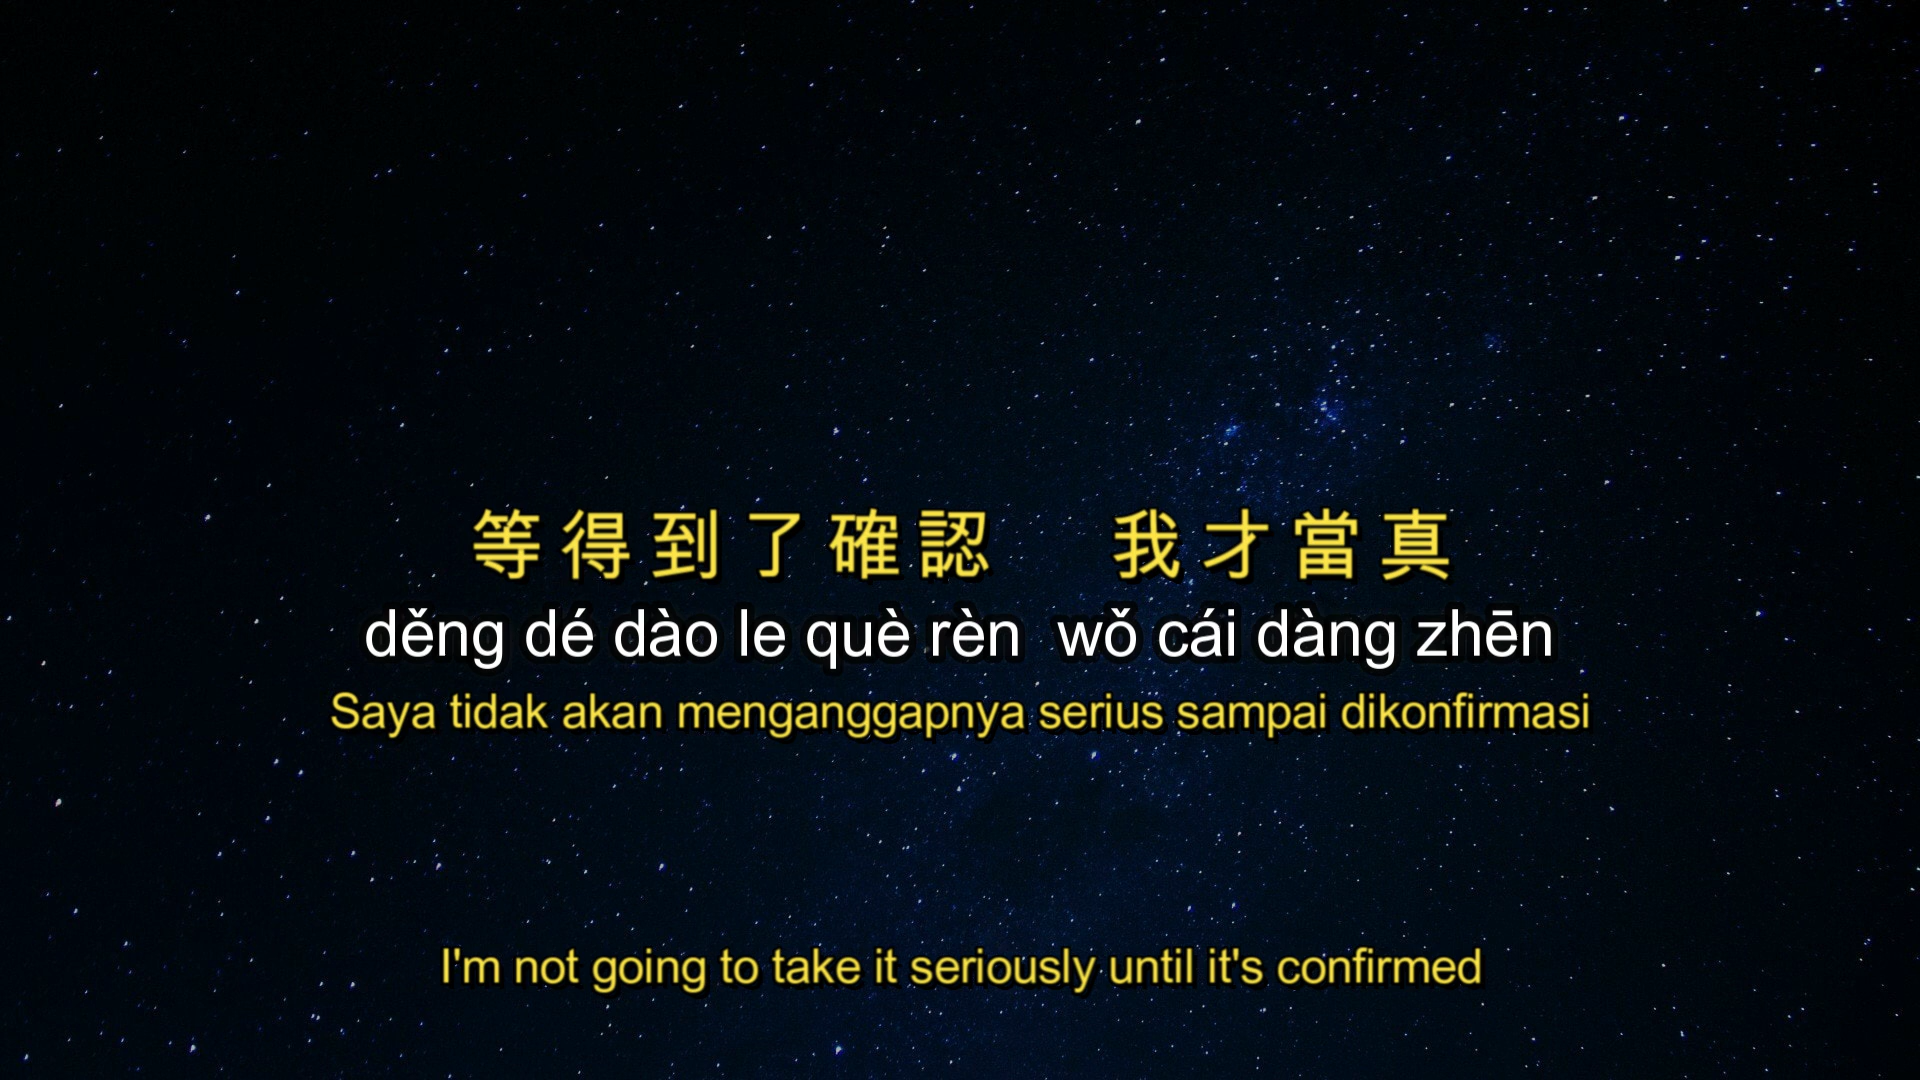 等得到了確認 我才當真
děng dé dào le què rèn wǒ cái dàng zhēn
Saya tidak akan menganggapnya serius sampai dikonfirmasi
I'm not going to take it seriously until it's confirmed